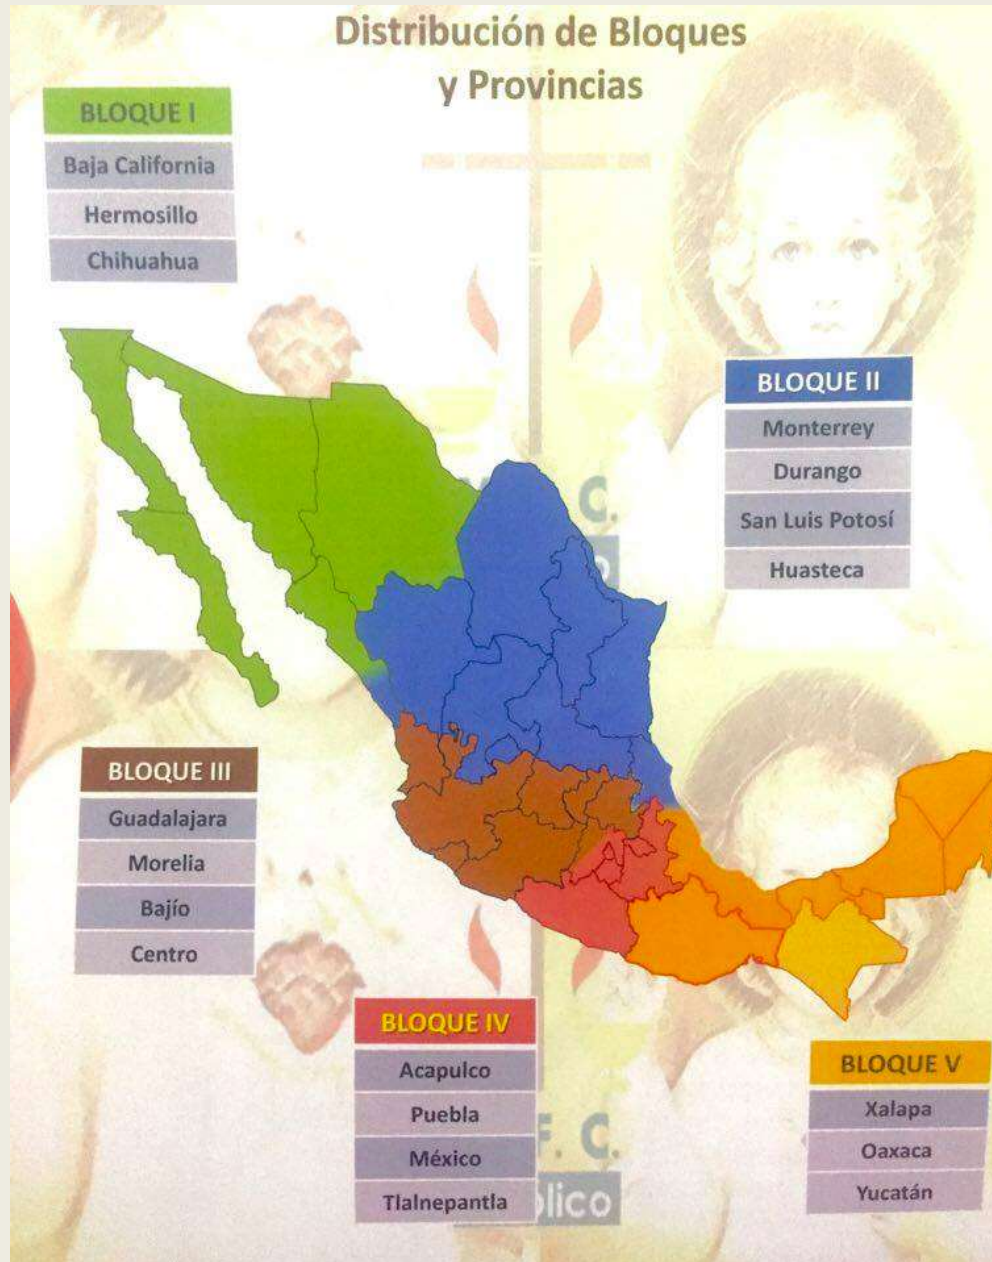 Distribución de Bloques
y Provincias
BLOQUE I
Baja California
Hermosillo
Chihuahua
BLOQUE II
Monterrey
Durango
San Luis Potosí
Huasteca
C.
BLOQUE III
Guadalajara
Morelia
Bajío
Centro
BLOQUE IV
Acapulco
Puebla
México
Tlalnepantla
F. C.
ólico
BLOQUE V
Xalapa
Oaxaca
Yucatán